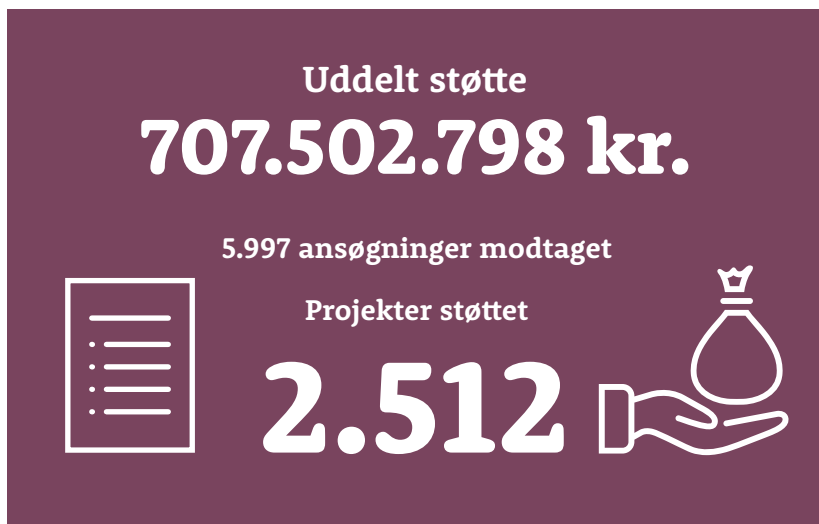 Uddelt støtte
707.502.798 kr.
5.997 ansøgninger modtaget
Projekter støttet
2.512